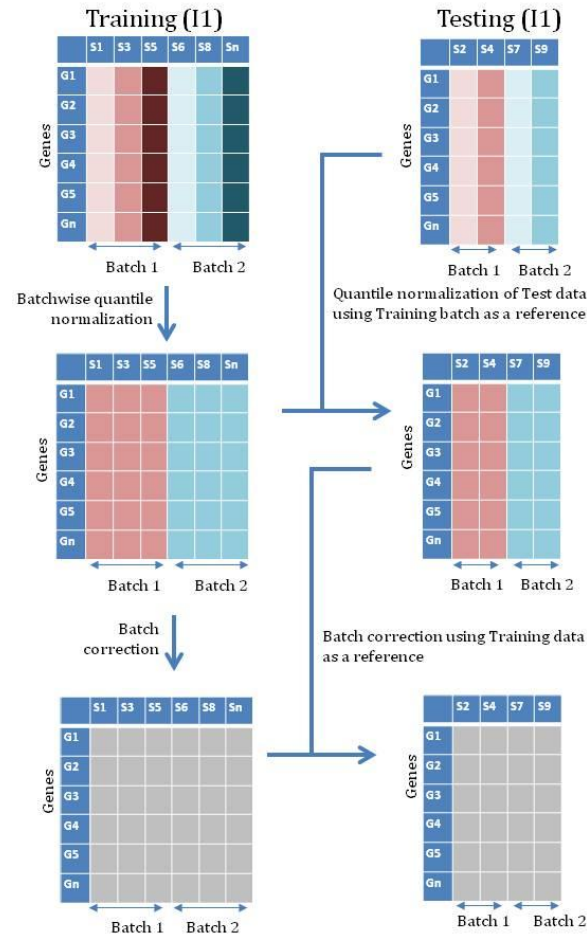 Training (I1)
S1 S3 S5 S6 S8 Sn
Genes
G1
G2
G3
G4
G5
Gn
Batch 1 Batch 2
Testing (I1)
S2 S4 S7 S9
Genes
G1
G2
G3
G4
G5
Gn
Batch 1 Batch 2
Batchwise quantile
normalization
Quantile normalization of Test data
using Training batch as a reference
S1 S3 S5 S6 S8 Sn
Genes
G1
G2
G3
G4
G5
Gn
Batch 1 Batch 2
S2 S4 S7 S9
Genes
G1
G2
G3
G4
G5
Gn
Batch 1 Batch 2
Batch
correction
Batch correction using Training data
as a reference
S1 S3 S5 S6 S8 Sn
Genes
G1
G2
G3
G4
G5
Gn
Batch 1 Batch 2
S2 S4 S7 S9
Genes
G1
G2
G3
G4
G5
Gn
Batch 1 Batch 2